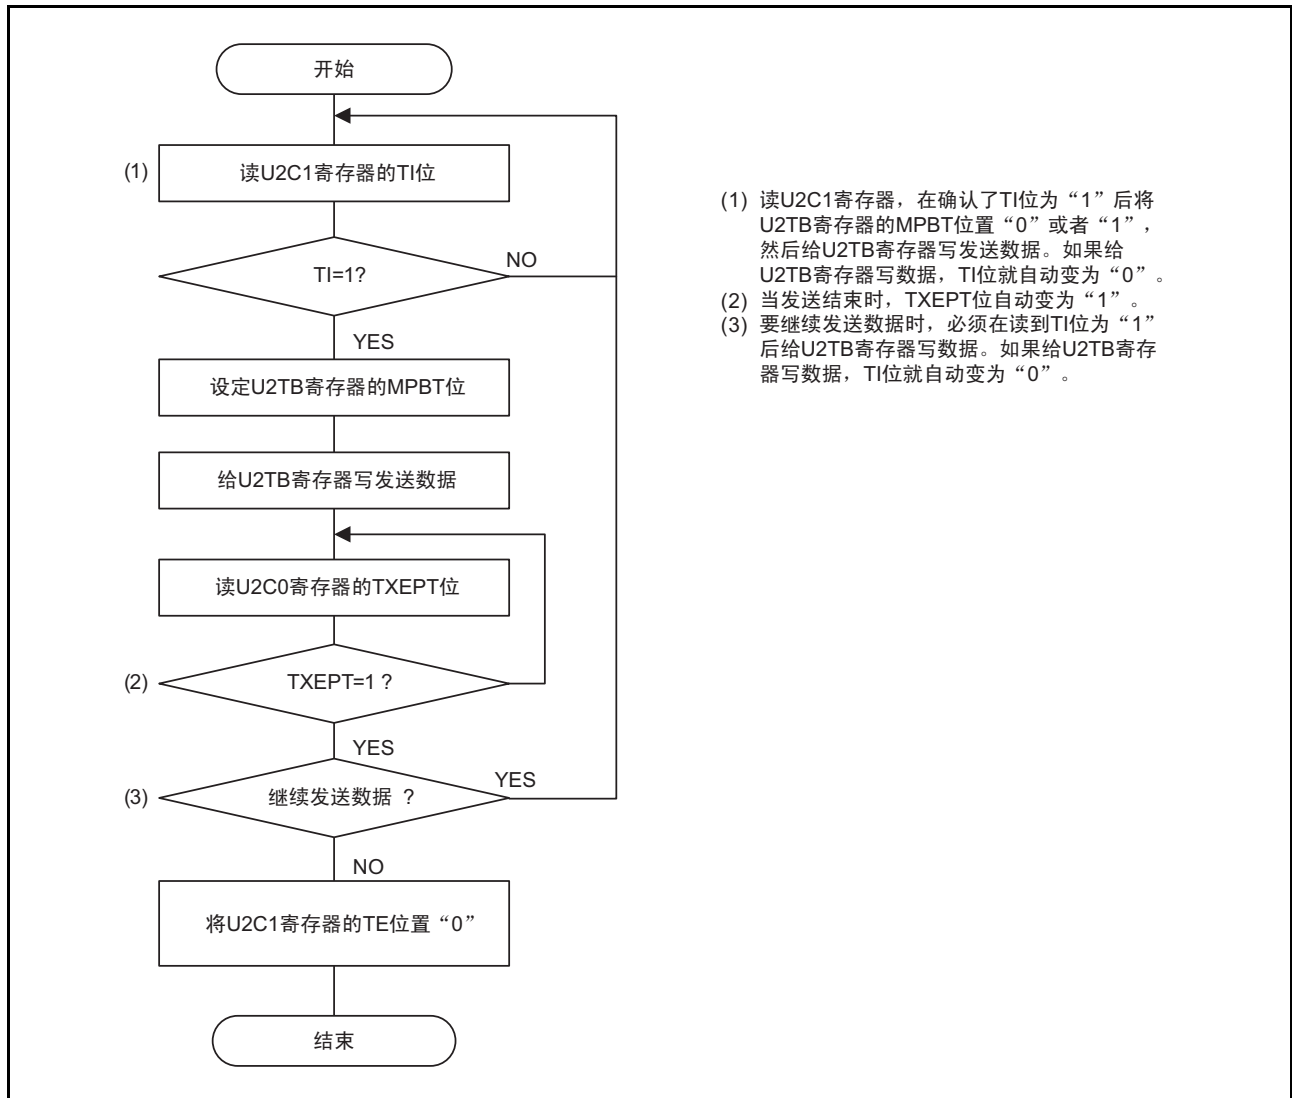 开始
(1) 读U2C1寄存器的TI位
TI=1?
NO
YES
设定U2TB寄存器的MPBT位
给U2TB寄存器写发送数据
读U2C0寄存器的TXEPT位
(2) TXEPT=1 ?
YES
(3) 继续发送数据 ?
YES
NO
将U2C1寄存器的TE位置“0”
结束
(1) 读U2C1寄存器，在确认了TI位为“1”后将
U2TB寄存器的MPBT位置“0”或者“1”，
然后给U2TB寄存器写发送数据。如果给
U2TB寄存器写数据，TI位就自动变为“0”。
(2) 当发送结束时，TXEPT位自动变为“1”。
(3) 要继续发送数据时，必须在读到TI位为“1”
后给U2TB寄存器写数据。如果给U2TB寄存
器写数据，TI位就自动变为“0”。